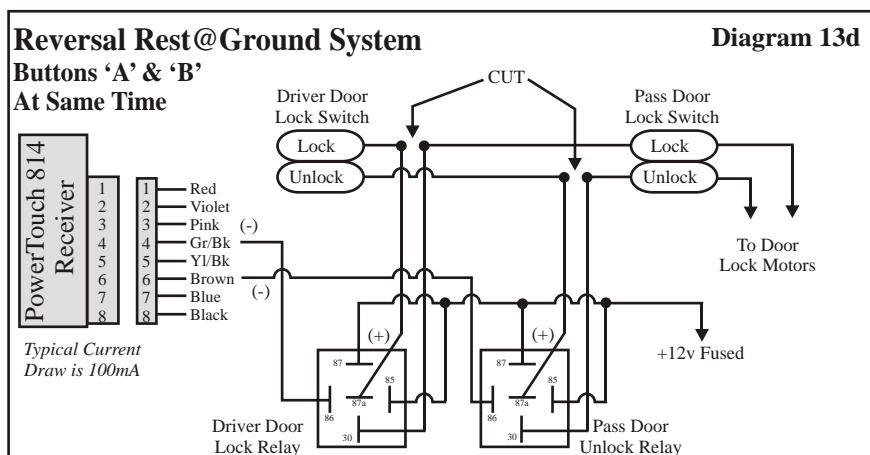 Reversal Rest@Ground System
Diagram 13d
Buttons ‘A’ & ‘B’
At Same Time
CUT
Driver Door
Lock Switch
Pass Door
Lock Switch
Lock
Unlock
Lock
Unlock
PowerTouch 814
Receiver
1 1 Red
2 2 Violet
3 3 Pink (-)
4 4 Gr/Bk
5 5 Yl/Bk
6 6 Brown
7 7 Blue (-)
8 8 Black
To Door
Lock Motors
Typical Current
Draw is 100mA
(+)
(+)
+12v Fused
87
85
87a
86
30
87
85
87a
86
30
Driver Door
Lock Relay
Pass Door
Unlock Relay